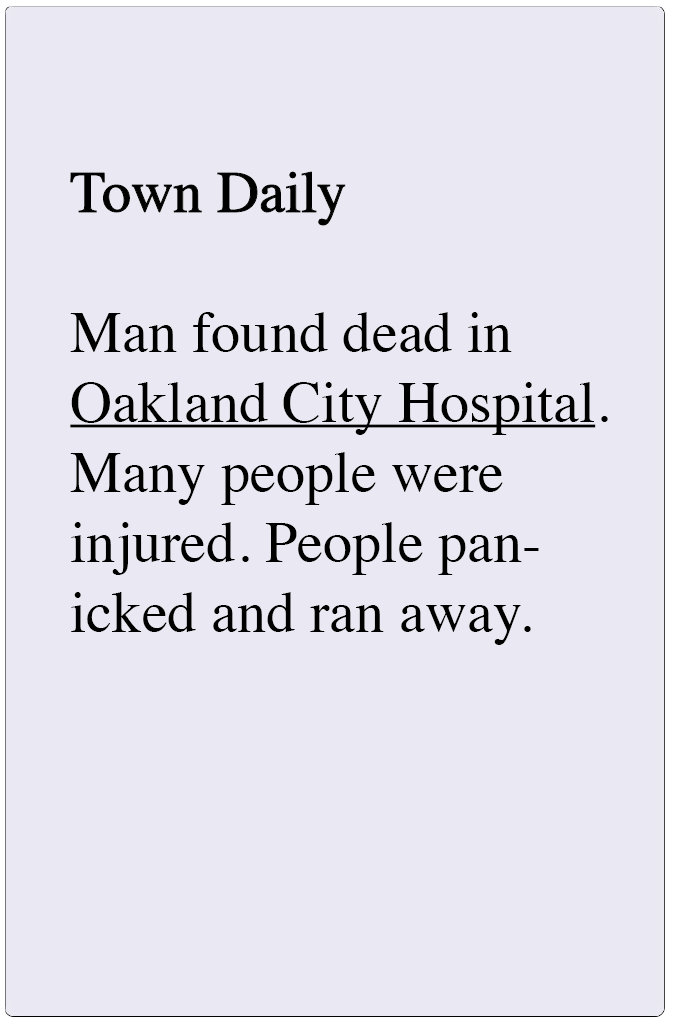 Town Daily
Man found dead in
Oakland City Hospital.
Many people were
injured. People pan-
icked and ran away.